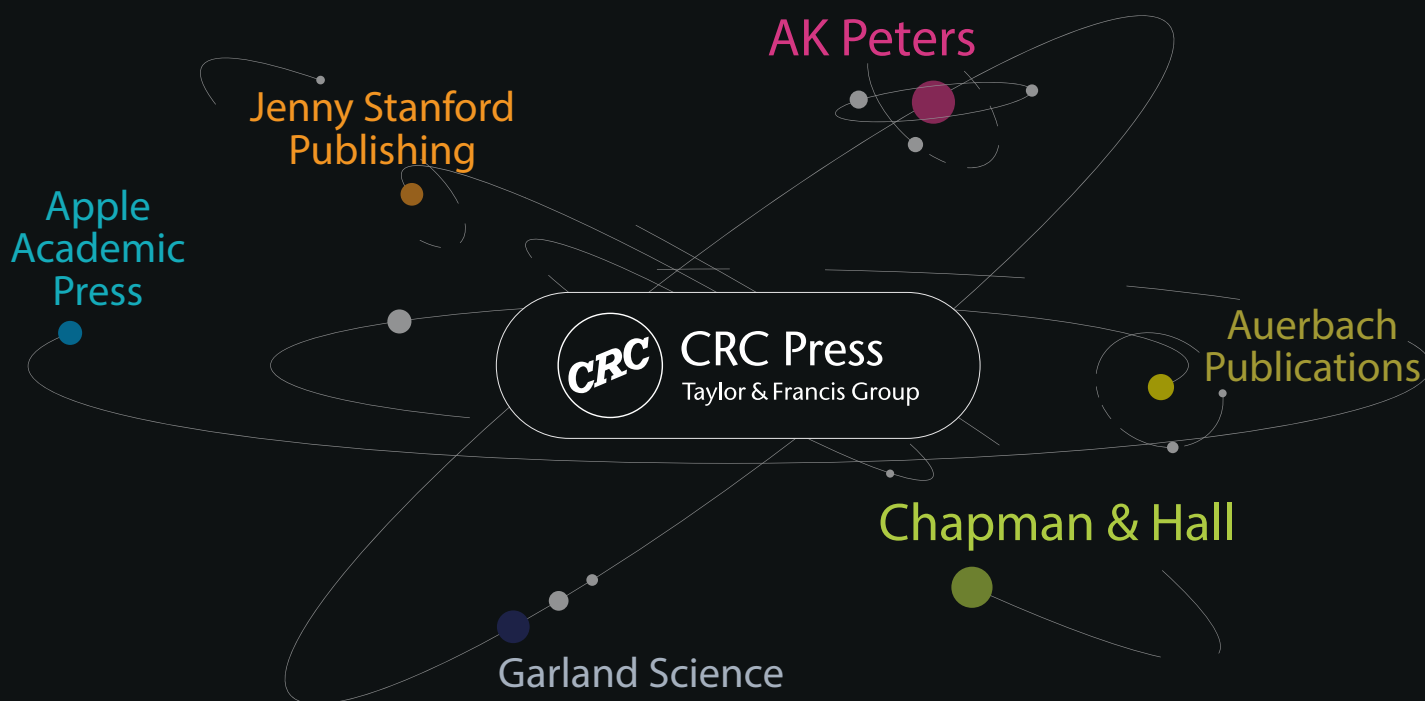 AK Peters
Jenny Stanford
Publishing
Apple
Academic
Press
CRC
CRC Press
Taylor & Francis Group
Auerbach
Publications
Chapman & Hall
Garland Science